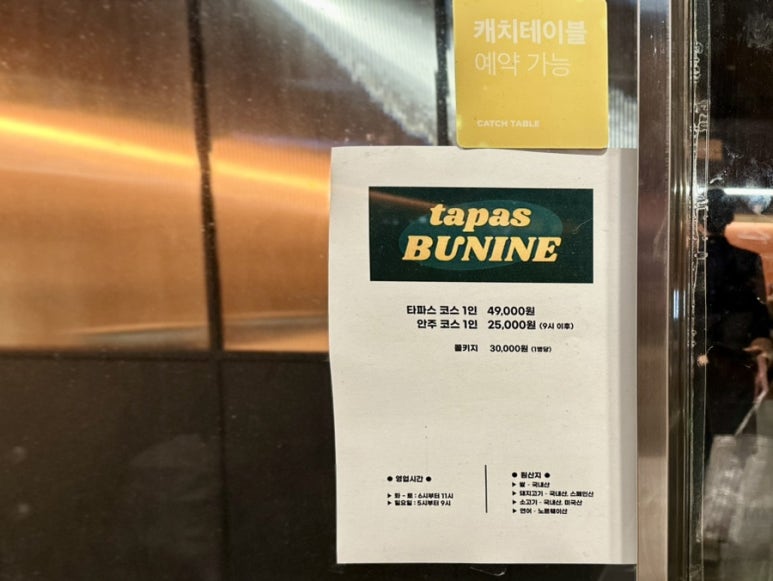 캐치테이블
예약 가능
CATCH TABLE
tapas
BUNINE
타파스 코스 1인 49,000원
안주 코스 1인 25,000원 (9시 이후)
콜키지 30,000원 (1병당)
● 영업시간 ●
▶ 화 - 토 : 6시부터 11시
▶ 일요일 : 5시부터 9시
● 원산지 ●
▶ 쌀 - 국내산
▶ 돼지고기 - 국내산, 스페인산
▶ 소고기 - 국내산, 미국산
▶ 연어 - 노르웨이산